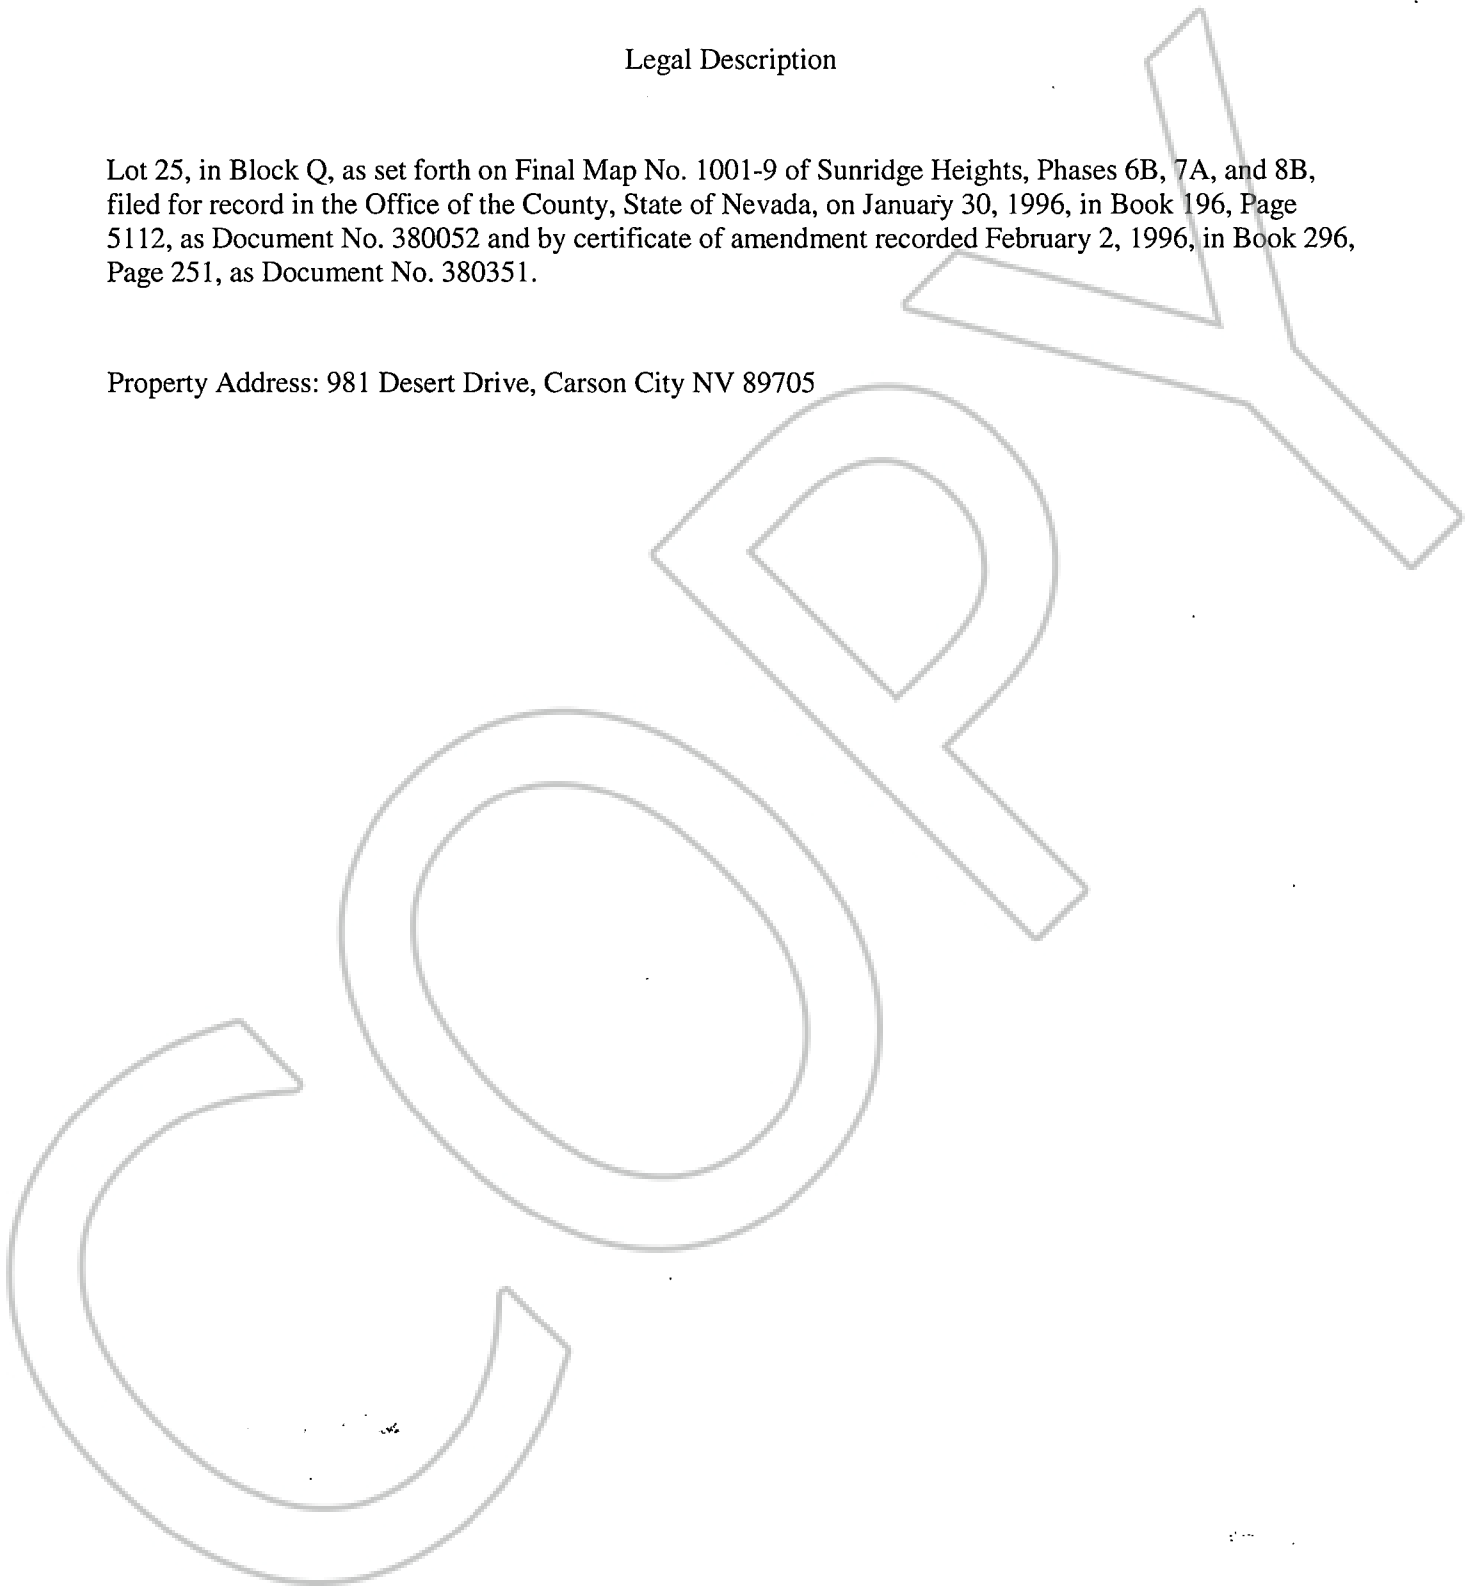 Legal Description
Lot 25, in Block Q, as set forth on Final Map No. 1001-9 of Sunridge Heights, Phases 6B, 7A, and 8B,
filed for record in the Office of the County, State of Nevada, on January 30, 1996, in Book 196, Page
5112, as Document No. 380052 and by certificate of amendment recorded February 2, 1996, in Book 296,
Page 251, as Document No. 380351.
Property Address: 981 Desert Drive, Carson City NV 89705
COPY